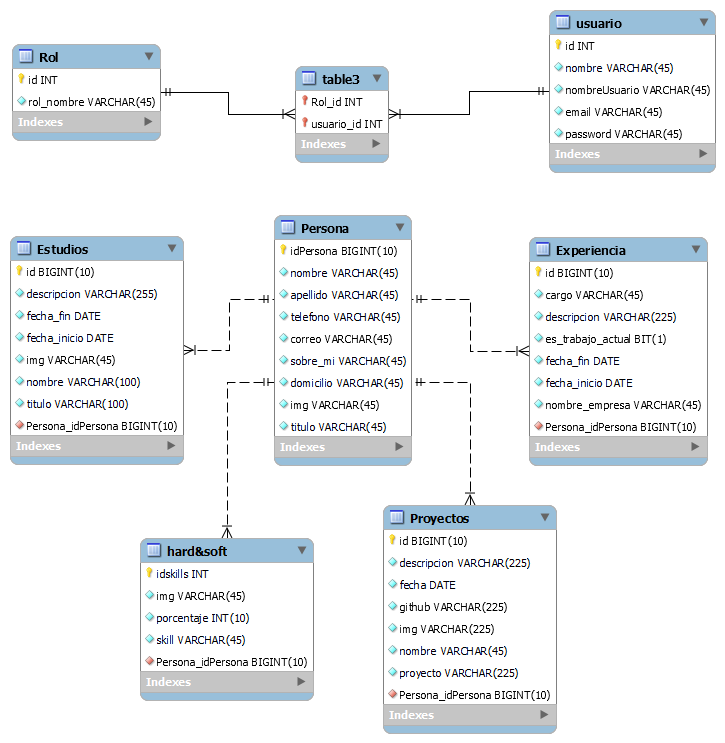 Rol
id INT
rol_nombre VARCHAR(45)
Indexes
table3
Rol_id INT
usuario_id INT
Indexes
usuario
id INT
nombre VARCHAR(45)
nombreUsuario VARCHAR(45)
email VARCHAR(45)
password VARCHAR(45)
Indexes
Estudios
id BIGINT(10)
descripcion VARCHAR(255)
fecha_fin DATE
fecha_inicio DATE
img VARCHAR(45)
nombre VARCHAR(100)
titulo VARCHAR(100)
Persona_idPersona BIGINT(10)
Indexes
Persona
idPersona BIGINT(10)
nombre VARCHAR(45)
apellido VARCHAR(45)
telefono VARCHAR(45)
correo VARCHAR(45)
sobre_mi VARCHAR(45)
domicilio VARCHAR(45)
img VARCHAR(45)
titulo VARCHAR(45)
Indexes
Experiencia
id BIGINT(10)
cargo VARCHAR(45)
descripcion VARCHAR(225)
es_trabajo_actual BIT(1)
fecha_fin DATE
fecha_inicio DATE
nombre_empresa VARCHAR(45)
Persona_idPersona BIGINT(10)
Indexes
hard&soft
idskills INT
img VARCHAR(45)
porcentaje INT(10)
skill VARCHAR(45)
Persona_idPersona BIGINT(10)
Indexes
Proyectos
id BIGINT(10)
descripcion VARCHAR(225)
fecha DATE
github VARCHAR(225)
img VARCHAR(225)
nombre VARCHAR(45)
proyecto VARCHAR(225)
Persona_idPersona BIGINT(10)
Indexes